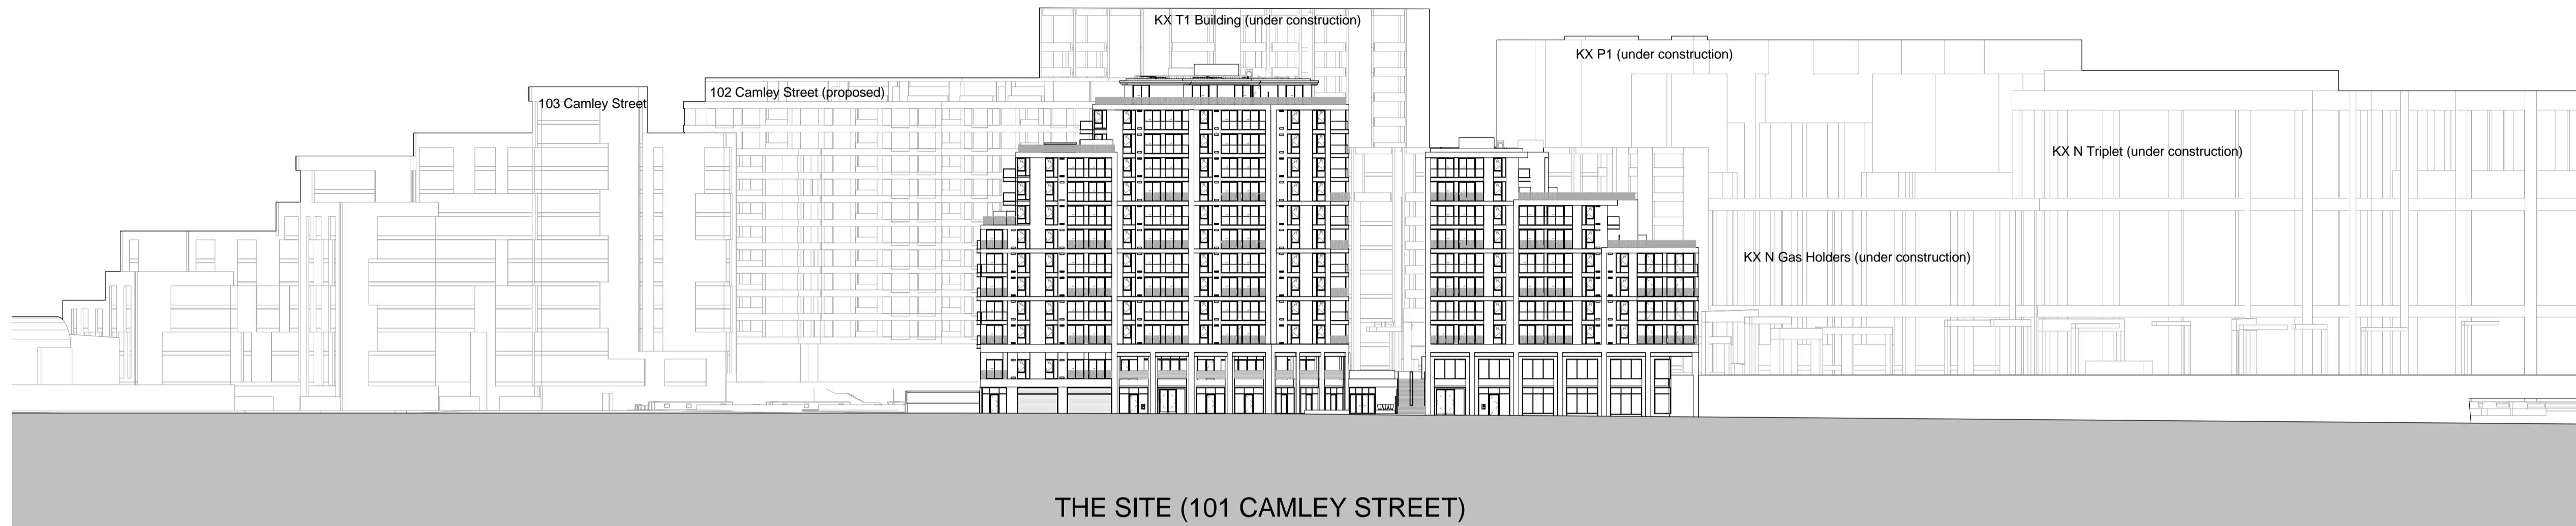 KX T1 Building (under construction)
KX P1 (under construction)
102 Camley Street (proposed)
103 Camley Street
KX N Triplet (under construction)
KX N Gas Holders (under construction)
THE SITE (101 CAMLEY STREET)